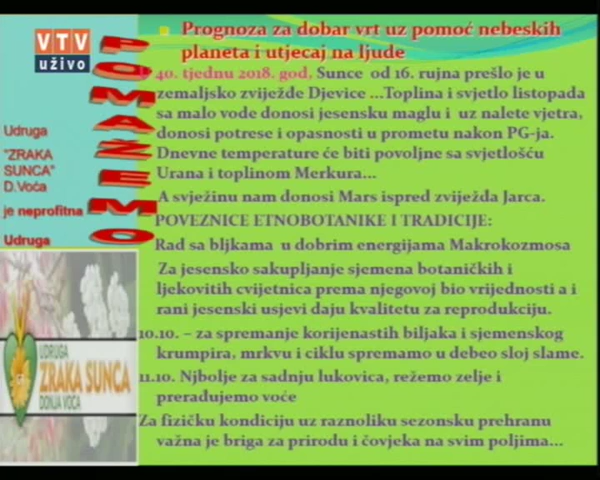 VTV
uživo
POMAŽEMO
Udruga
"ZRAKA
SUNCA"
D.Voća
je neprofitna
Udruga
UDRUGA
ZRAKA SUNCA
DONJA VOĆA
Prognoza za dobar vrt uz pomoć nebeskih
planeta i utjecaj na ljude
U 40. tjednu 2018. god, Sunce od 16. rujna prešlo je u
zemaljsko zviježde Djevice ...Toplina i svjetlo listopada
sa malo vode donosi jesensku maglu i uz nalete vjetra,
donosi potrese i opasnosti u prometu nakon PG-ja.
Dnevne temperature će biti povoljne sa svjetlošću
Urana i toplinom Merkura...
A svježinu nam donosi Mars ispred zviježda Jarca.
POVEZNICE ETNOBOTANIKE I TRADICIJE:
Rad sa bljkama u dobrim energijama Makrokozmosa
Za jesensko sakupljanje sjemena botaničkih i
ljekovitih cvijetnica prema njegovoj bio vrijednosti a i
rani jesenski usjevi daju kvalitetu za reprodukciju.
10.10. – za spremanje korijenastih biljaka i sjemenskog
krumpira, mrkvu i ciklu spremamo u debeo sloj slame.
11.10. Njbolje za sadnju lukovica, režemo zelje i
prerađujemo voće
Za fizičku kondiciju uz raznoliku sezonsku prehranu
važna je briga za prirodu i čovjeka na svim poljima...